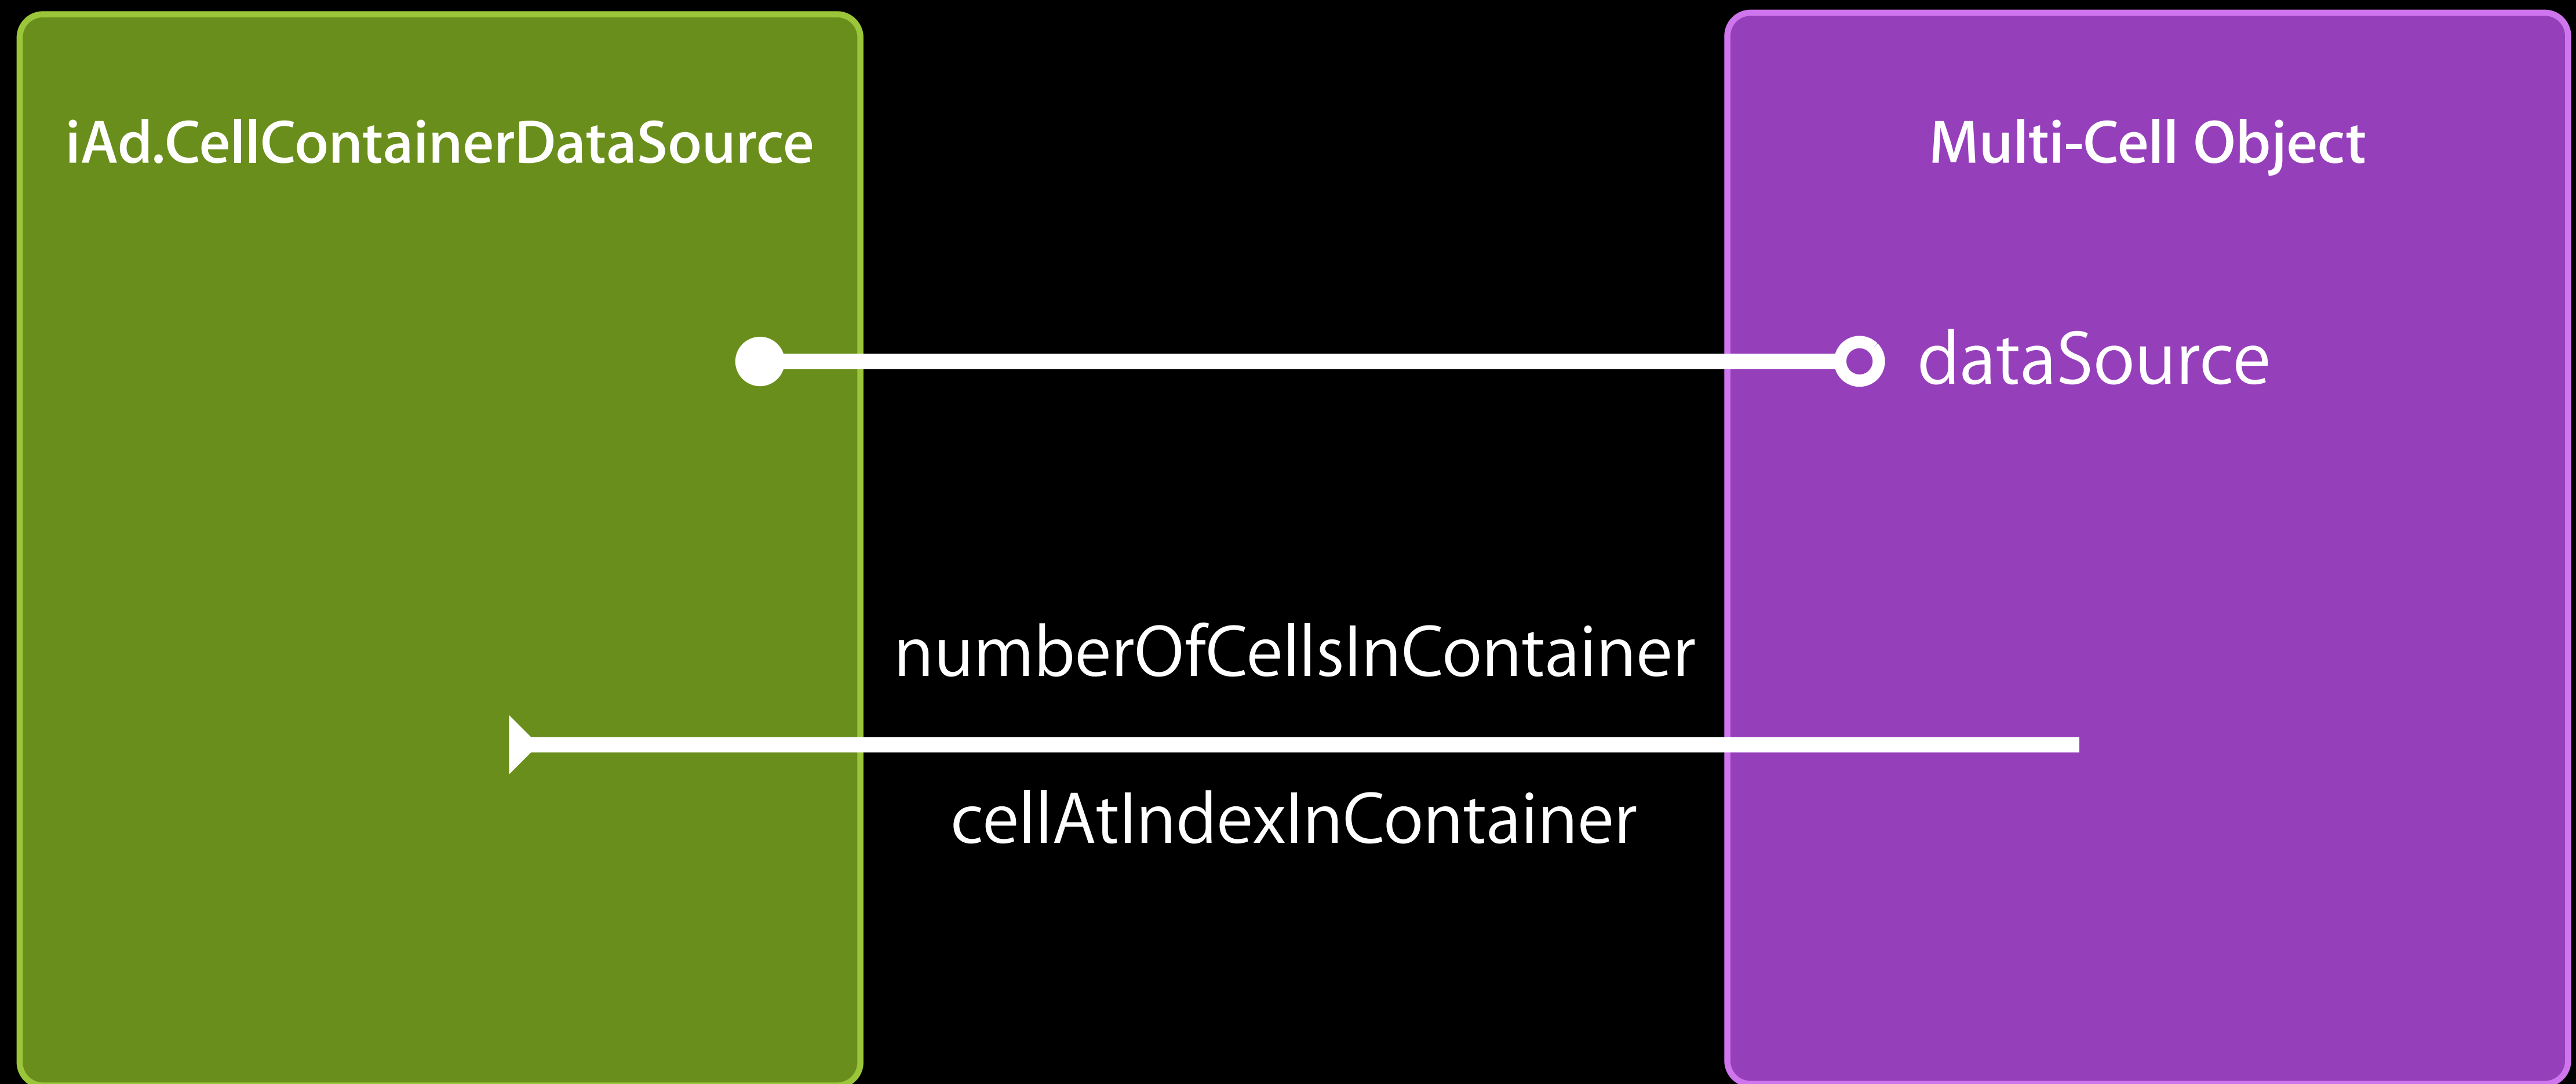 iAd.CellContainerDataSource
Multi-Cell Object
dataSource
numberOfCellsInContainer
cellAtIndexInContainer